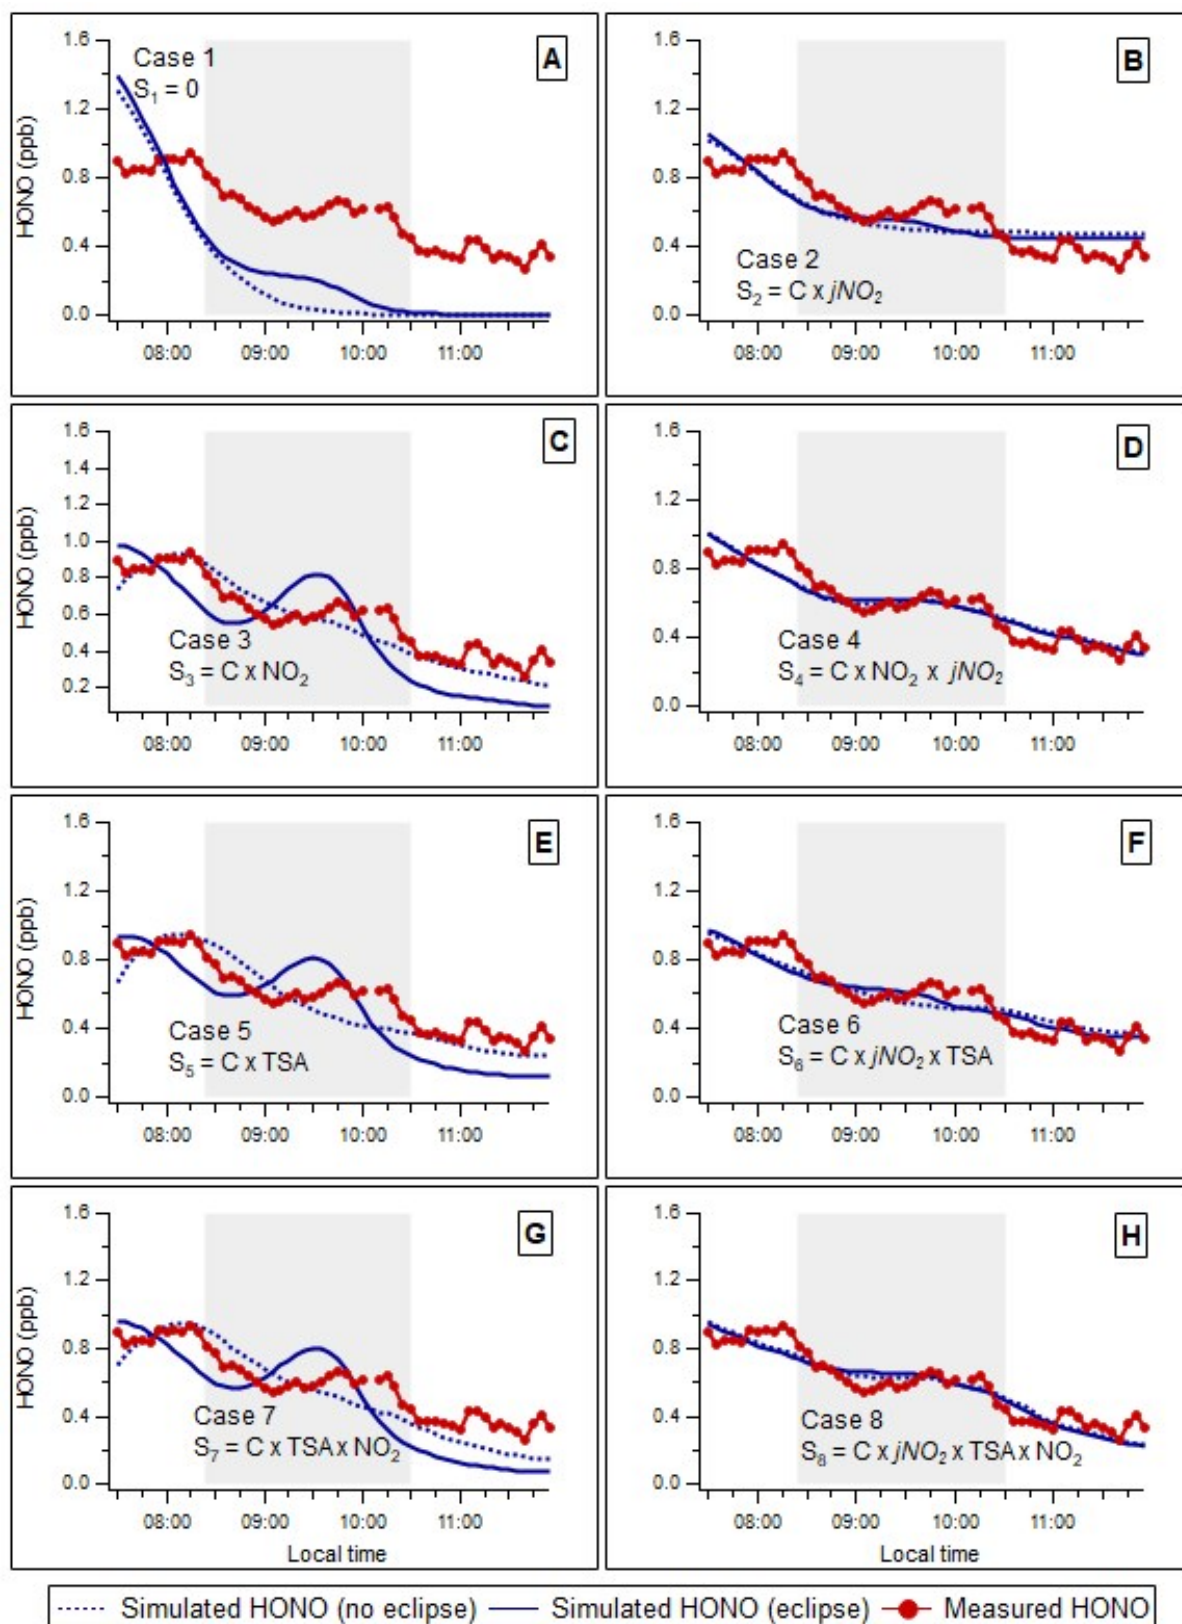 1.6
Case 1
S₁ = 0
A
1.2
0.8
0.4
0.0
HONO (ppb)
08:00 09:00 10:00 11:00
1.6
B
1.2
0.8
0.4
0.0
Case 2
S₂ = C x jNO₂
08:00 09:00 10:00 11:00
1.6
C
1.4
1.2
1.0
0.8
0.6
0.4
0.2
HONO (ppb)
Case 3
S₃ = C x NO₂
08:00 09:00 10:00 11:00
1.6
D
1.2
0.8
0.4
0.0
Case 4
S₄ = C x NO₂ x jNO₂
08:00 09:00 10:00 11:00
1.6
E
1.2
0.8
0.4
0.0
HONO (ppb)
Case 5
S₅ = C x TSA
08:00 09:00 10:00 11:00
1.6
F
1.2
0.8
0.4
0.0
Case 6
S₆ = C x jNO₂ x TSA
08:00 09:00 10:00 11:00
1.6
G
1.2
0.8
0.4
0.0
HONO (ppb)
Case 7
S₇ = C x TSA x NO₂
08:00 09:00 10:00 11:00
Local time
1.6
H
1.2
0.8
0.4
0.0
Case 8
S₈ = C x jNO₂ x TSA x NO₂
08:00 09:00 10:00 11:00
Local time
Simulated HONO (no eclipse) Simulated HONO (eclipse) Measured HONO